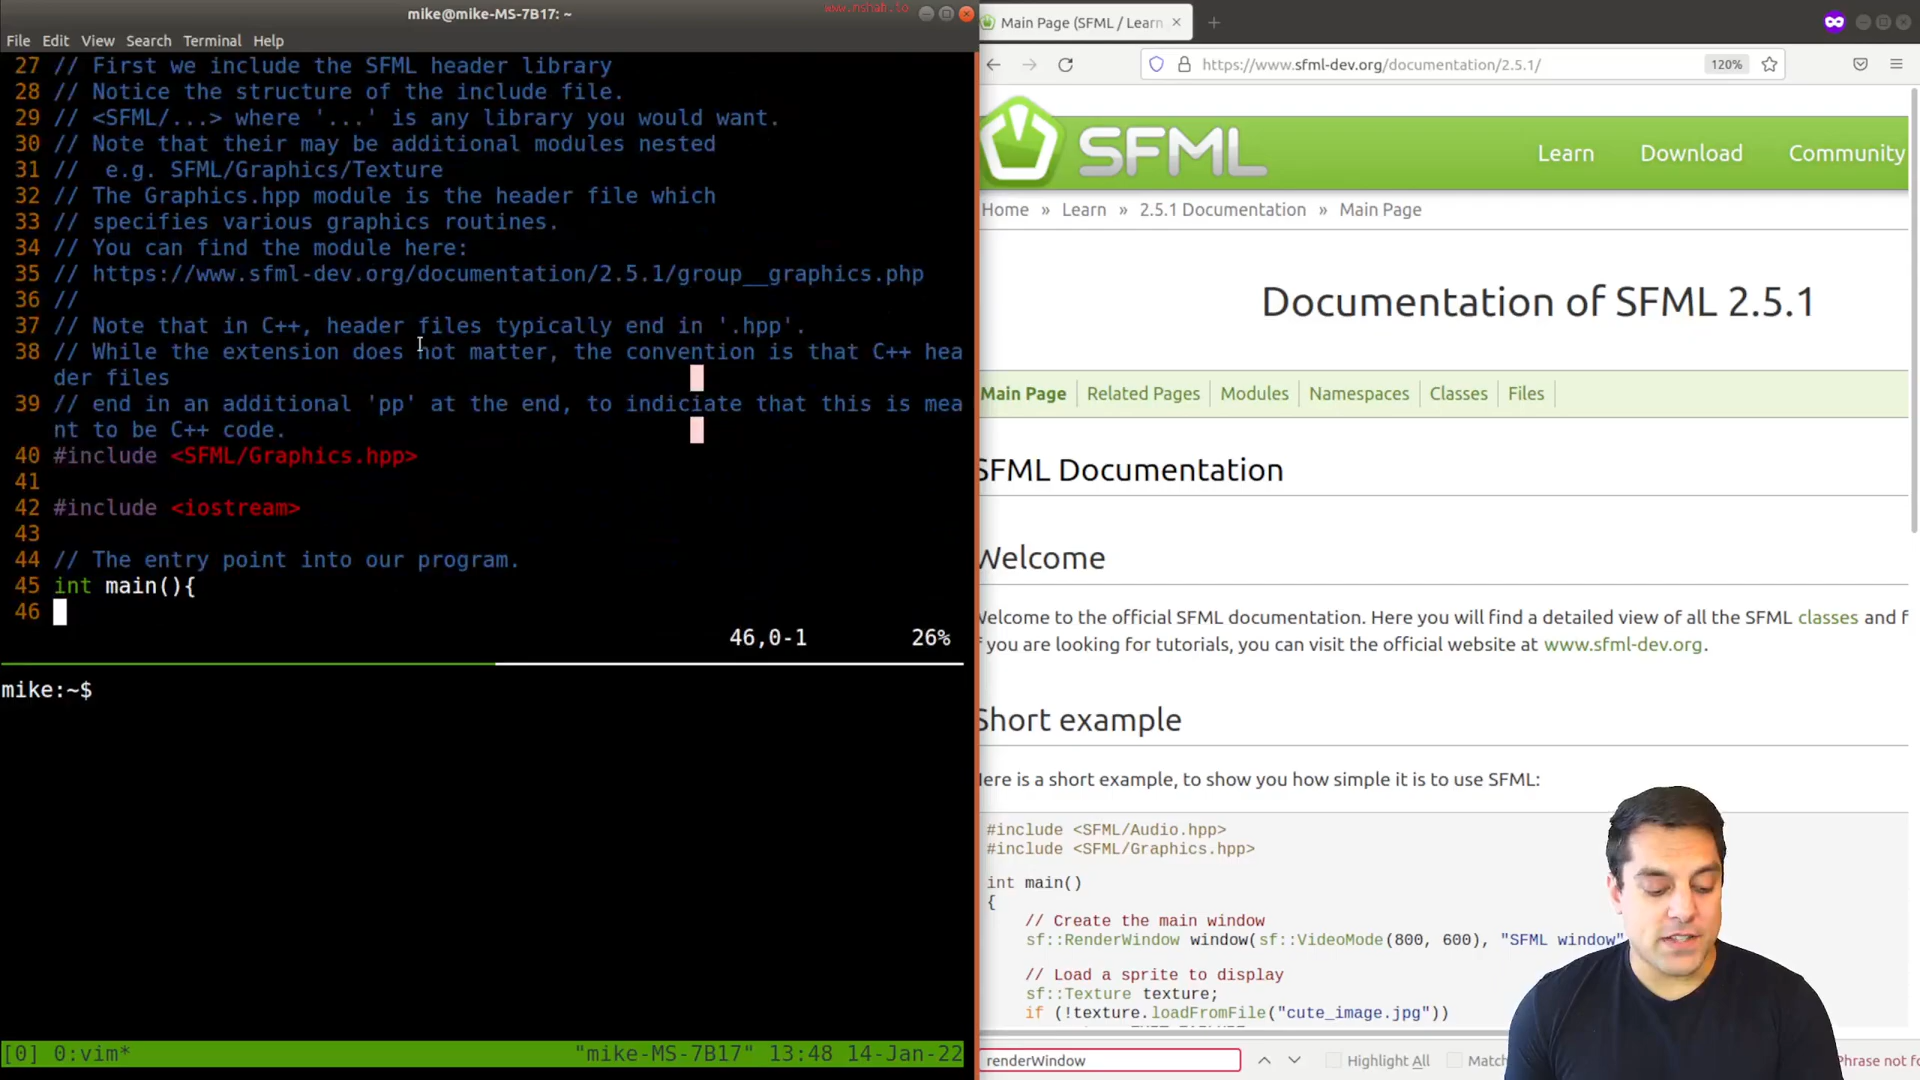 mike@mike-MS-7B17: ~
File Edit View Search Terminal Help
27 // First we include the SFML header library
28 // Notice the structure of the include file.
29 // <SFML/...> where '...' is any library you would want.
30 // Note that their may be additional modules nested
31 //  e.g. SFML/Graphics/Texture
32 // The Graphics.hpp module is the header file which
33 // specifies various graphics routines.
34 // You can find the module here:
35 // https://www.sfml-dev.org/documentation/2.5.1/group__graphics.php
36 //
37 // Note that in C++, header files typically end in '.hpp'.
38 // While the extension does not matter, the convention is that C++ hea
der files
39 // end in an additional 'pp' at the end, to indiciate that this is mea
nt to be C++ code.
40 #include <SFML/Graphics.hpp>
41
42 #include <iostream>
43
44 // The entry point into our program.
45 int main(){
46
46,0-1 26%
mike:~$
[0] 0:vim* "mike-MS-7B17" 13:48 14-Jan-22
Main Page (SFML / Learn
https://www.sfml-dev.org/documentation/2.5.1/ 120%
SFML
Learn Download Community
Home » Learn » 2.5.1 Documentation » Main Page
Documentation of SFML 2.5.1
Main Page Related Pages Modules Namespaces Classes Files
SFML Documentation
Welcome
Welcome to the official SFML documentation. Here you will find a detailed view of all the SFML classes and f
f you are looking for tutorials, you can visit the official website at www.sfml-dev.org.
Short example
Here is a short example, to show you how simple it is to use SFML:
#include <SFML/Audio.hpp>
#include <SFML/Graphics.hpp>
int main()
{
// Create the main window
sf::RenderWindow window(sf::VideoMode(800, 600), "SFML window"
// Load a sprite to display
sf::Texture texture;
if (!texture.loadFromFile("cute_image.jpg"))
renderWindow Highlight All Match Phrase not fo